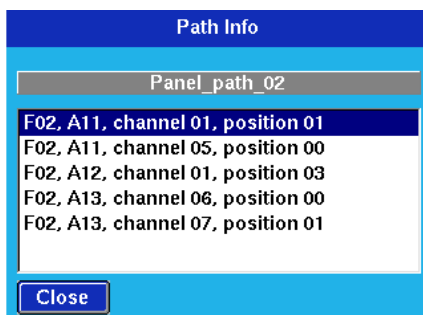 Path Info
Panel_path_02
F02, A11, channel 01, position 01
F02, A11, channel 05, position 00
F02, A12, channel 01, position 03
F02, A13, channel 06, position 00
F02, A13, channel 07, position 01
Close